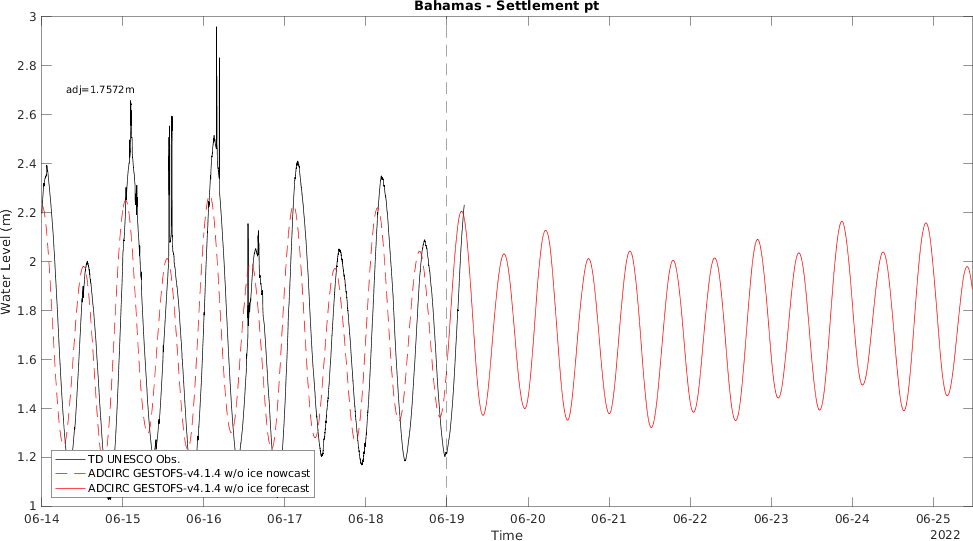 Bahamas - Settlement pt
3
2.8
adj=1.7572m
2.6
2.4
2.2
2
1.8
1.6
1.4
1.2
1
Water Level (m)
TD UNESCO Obs.
ADCIRC GESTOFS-v4.1.4 w/o ice nowcast
ADCIRC GESTOFS-v4.1.4 w/o ice forecast
06-14 06-15 06-16 06-17 06-18 06-19 06-20 06-21 06-22 06-23 06-24 06-25
Time
2022